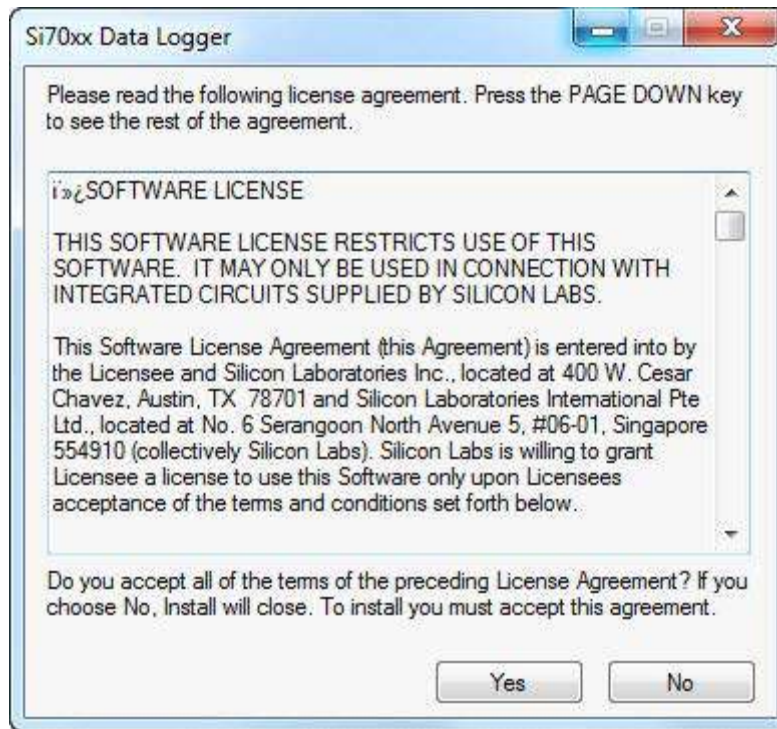 Si70xx Data Logger
Please read the following license agreement. Press the PAGE DOWN key
to see the rest of the agreement.
ï»¿SOFTWARE LICENSE
THIS SOFTWARE LICENSE RESTRICTS USE OF THIS
SOFTWARE.  IT MAY ONLY BE USED IN CONNECTION WITH
INTEGRATED CIRCUITS SUPPLIED BY SILICON LABS.
This Software License Agreement (this Agreement) is entered into by
the Licensee and Silicon Laboratories Inc., located at 400 W. Cesar
Chavez, Austin, TX  78701 and Silicon Laboratories International Pte
Ltd., located at No. 6 Serangoon North Avenue 5, #06-01, Singapore
554910 (collectively Silicon Labs). Silicon Labs is willing to grant
Licensee a license to use this Software only upon Licensees
acceptance of the terms and conditions set forth below.
Do you accept all of the terms of the preceding License Agreement? If you
choose No, Install will close. To install you must accept this agreement.
Yes
No